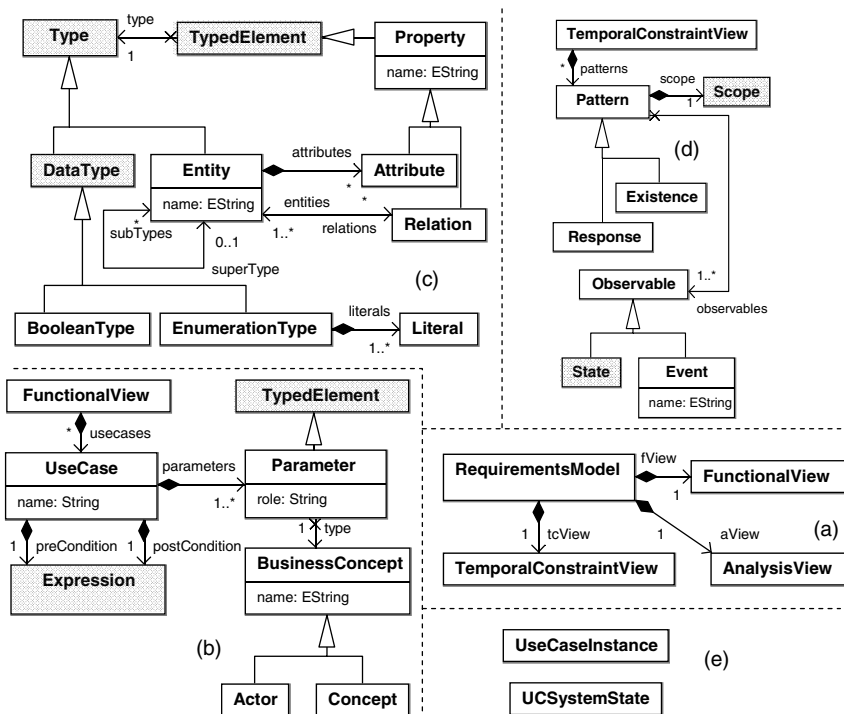 type
Type
TypedElement
Property
1
name: EString
DataType
Entity
attributes
Attribute
name: EString
*
*
*
entities
subTypes
0..1
1..*
relations
Relation
superType
(c)
BooleanType
EnumerationType
literals
Literal
1..*
TemporalConstraintView
*
patterns
scope
Pattern
1
Scope
(d)
Existence
Response
1..*
Observable
observables
State
Event
name: EString
FunctionalView
TypedElement
*
usecases
UseCase
parameters
Parameter
name: String
1..*
role: String
1
preCondition
1
postCondition
1
type
Expression
BusinessConcept
name: EString
(b)
Actor
Concept
RequirementsModel
fView
FunctionalView
1
1
tcView
1
aView
(a)
TemporalConstraintView
AnalysisView
UseCaseInstance
(e)
UCSystemState